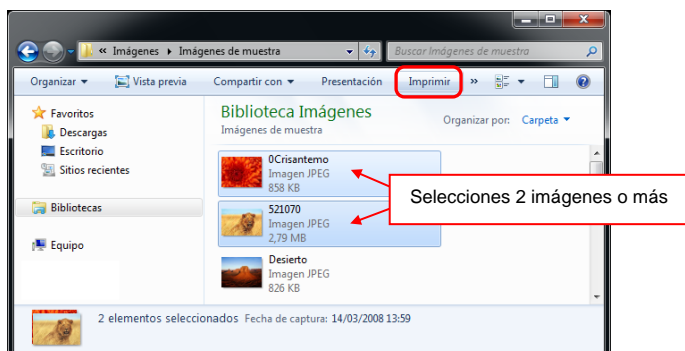 « Imágenes ▸ Imágenes de muestra
Buscar Imágenes de muestra
Organizar ▾ Vista previa Compartir con ▾ Presentación Imprimir »
Favoritos
Descargas
Escritorio
Sitios recientes
Bibliotecas
Equipo
Biblioteca Imágenes
Imágenes de muestra
Organizar por: Carpeta ▾
0Crisantemo
Imagen JPEG
858 KB
521070
Imagen JPEG
2,79 MB
Desierto
Imagen JPEG
826 KB
Selecciones 2 imágenes o más
2 elementos seleccionados Fecha de captura: 14/03/2008 13:59